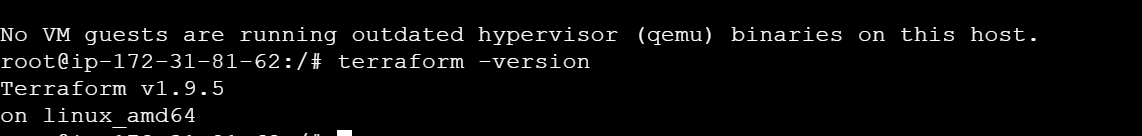 No VM guests are running outdated hypervisor (qemu) binaries on this host.
root@ip-172-31-81-62:/# terraform -version
Terraform v1.9.5
on linux_amd64